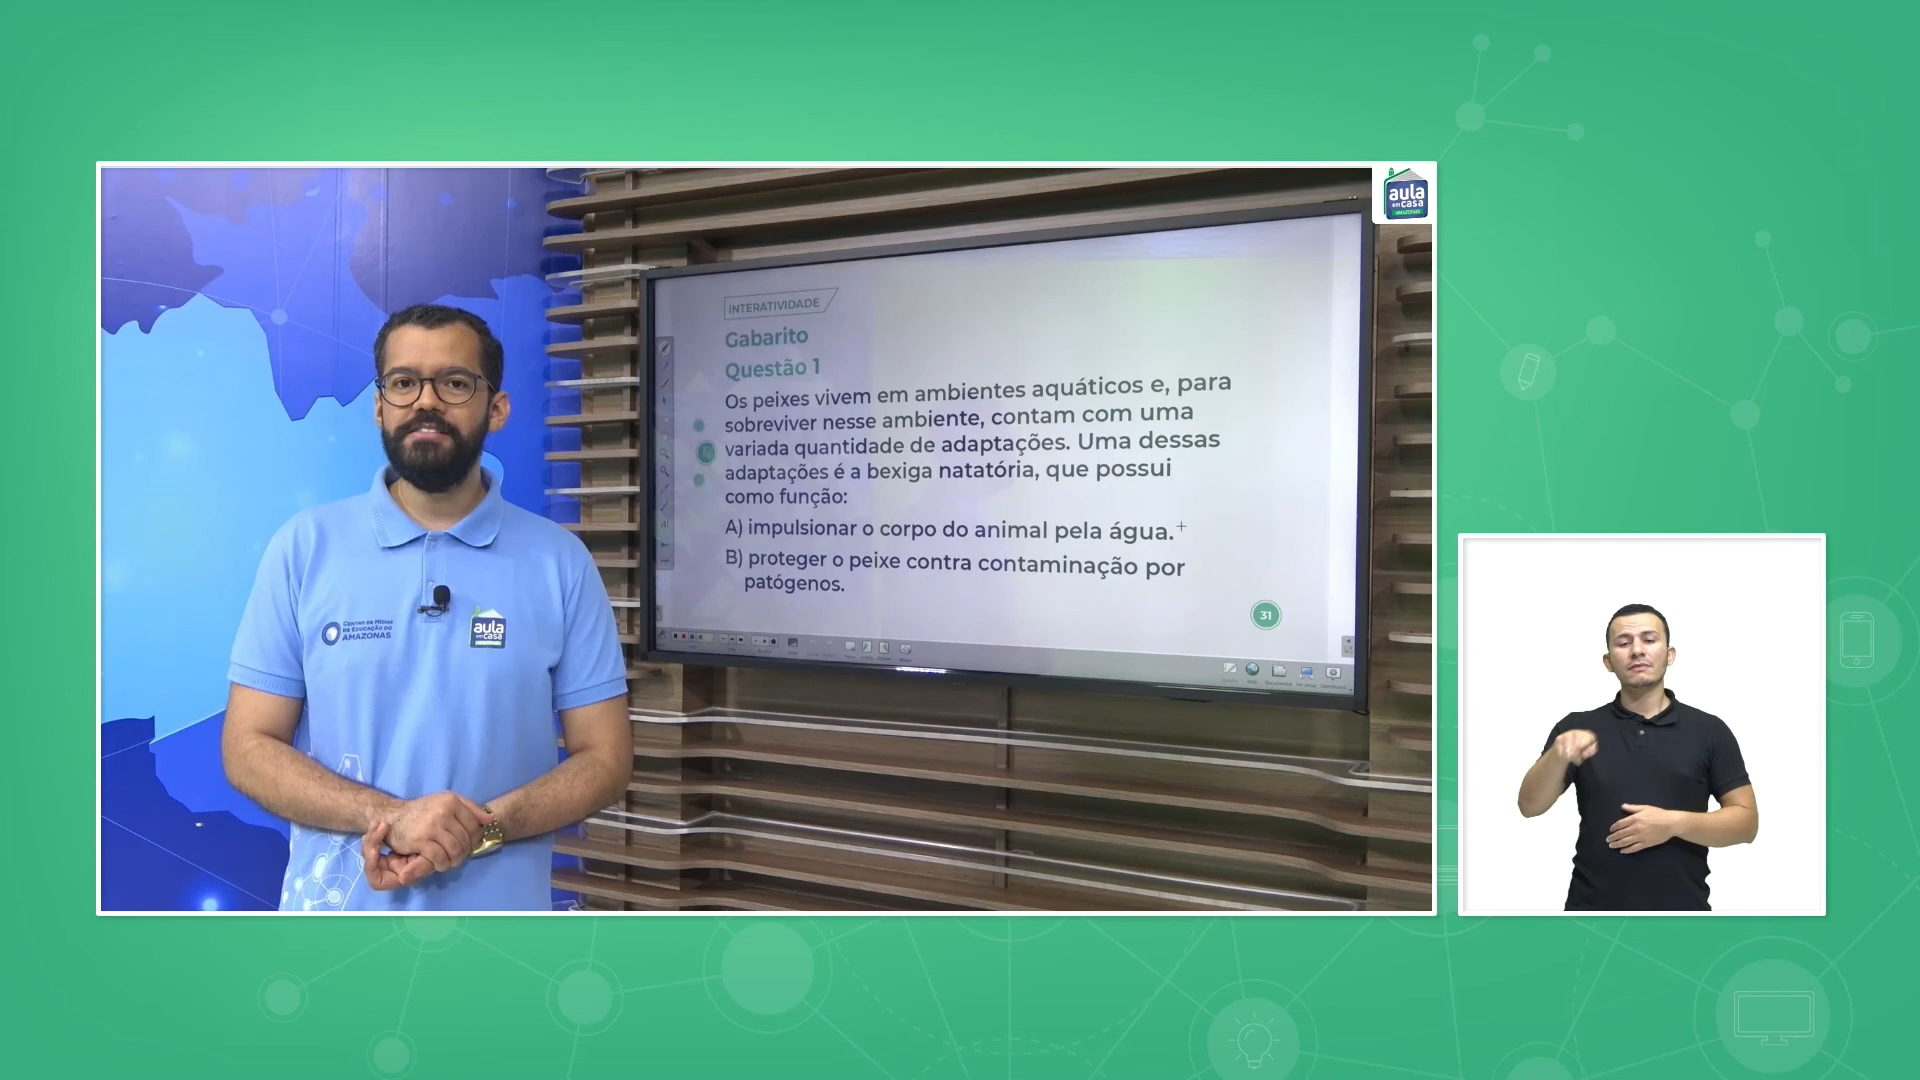 aula
em casa
AMAZONAS
INTERATIVIDADE
Gabarito
Questão 1
Os peixes vivem em ambientes aquáticos e, para
sobreviver nesse ambiente, contam com uma
variada quantidade de adaptações. Uma dessas
adaptações é a bexiga natatória, que possui
como função:
A) impulsionar o corpo do animal pela água.
B) proteger o peixe contra contaminação por
patógenos.
31
CENTRO DE MÍDIAS
DE EDUCAÇÃO DO
AMAZONAS
aula
em casa